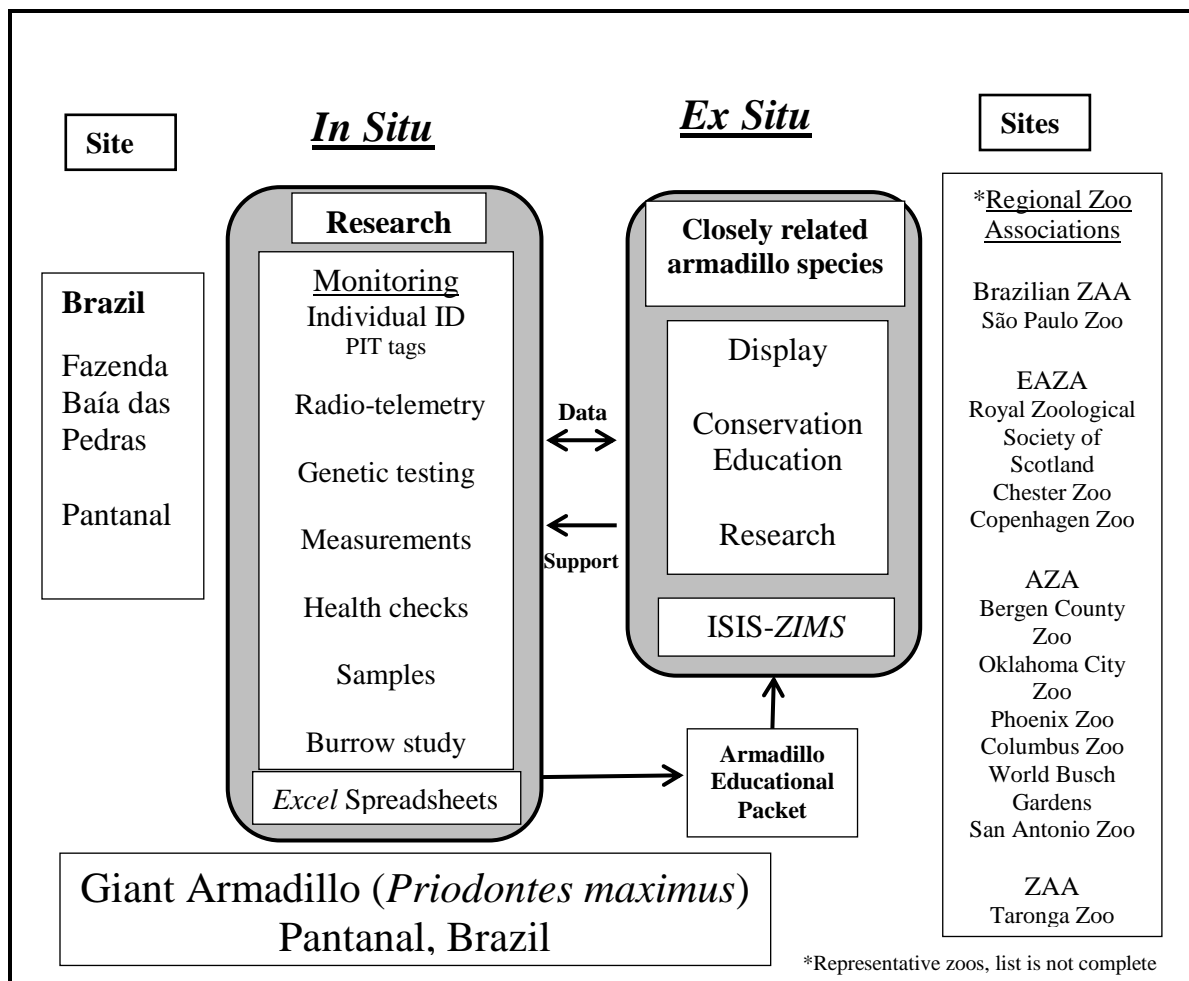 In Situ
Ex Situ
Site
Sites
Brazil
Fazenda
Baía das
Pedras
Pantanal
Research
Monitoring
Individual ID
PIT tags
Radio-telemetry
Genetic testing
Measurements
Health checks
Samples
Burrow study
Excel Spreadsheets
Data
Support
Closely related
armadillo species
Display
Conservation
Education
Research
ISIS-ZIMS
Armadillo
Educational
Packet
*Regional Zoo
Associations
Brazilian ZAA
São Paulo Zoo
EAZA
Royal Zoological
Society of
Scotland
Chester Zoo
Copenhagen Zoo
AZA
Bergen County
Zoo
Oklahoma City
Zoo
Phoenix Zoo
Columbus Zoo
World Busch
Gardens
San Antonio Zoo
ZAA
Taronga Zoo
Giant Armadillo (Priodontes maximus)
Pantanal, Brazil
*Representative zoos, list is not complete